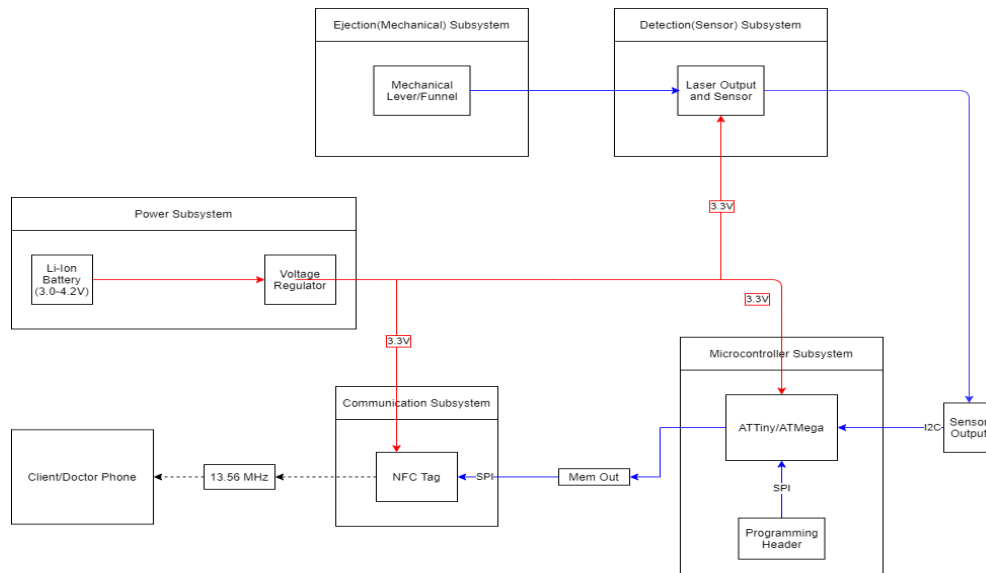 Ejection(Mechanical) Subsystem
Detection(Sensor) Subsystem
Mechanical
Lever/Funnel
Laser Output
and Sensor
3.3V
Power Subsystem
Li-Ion
Battery
(3.0-4.2V)
Voltage
Regulator
3.3V
3.3V
Microcontroller Subsystem
Communication Subsystem
ATTiny/ATMega
I2C
Sensor
Output
Client/Doctor Phone
13.56 MHz
NFC Tag
SPI
Mem Out
SPI
Programming
Header